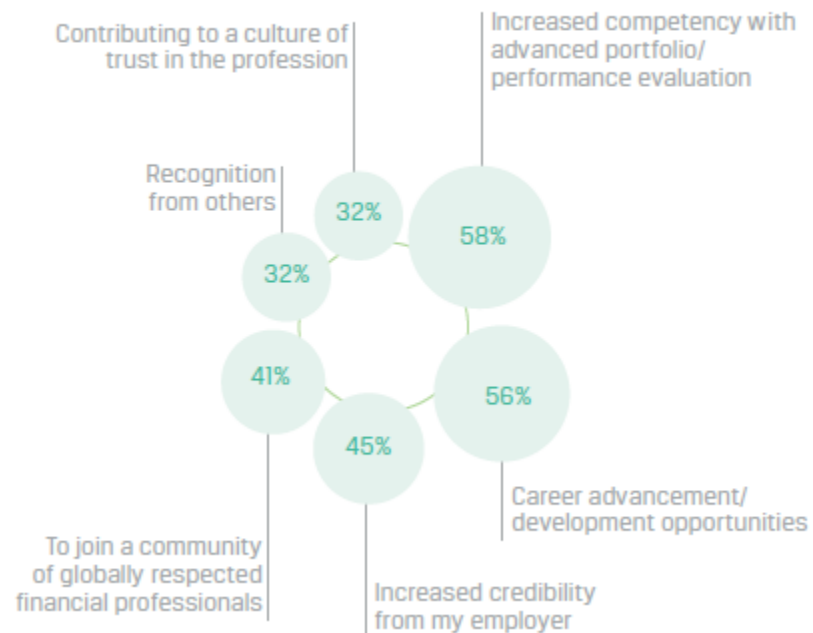 Contributing to a culture of
trust in the profession
Increased competency with
advanced portfolio/
performance evaluation
Recognition
from others
32%
58%
32%
41%
56%
45%
Career advancement/
development opportunities
To join a community
of globally respected
financial professionals
Increased credibility
from my employer